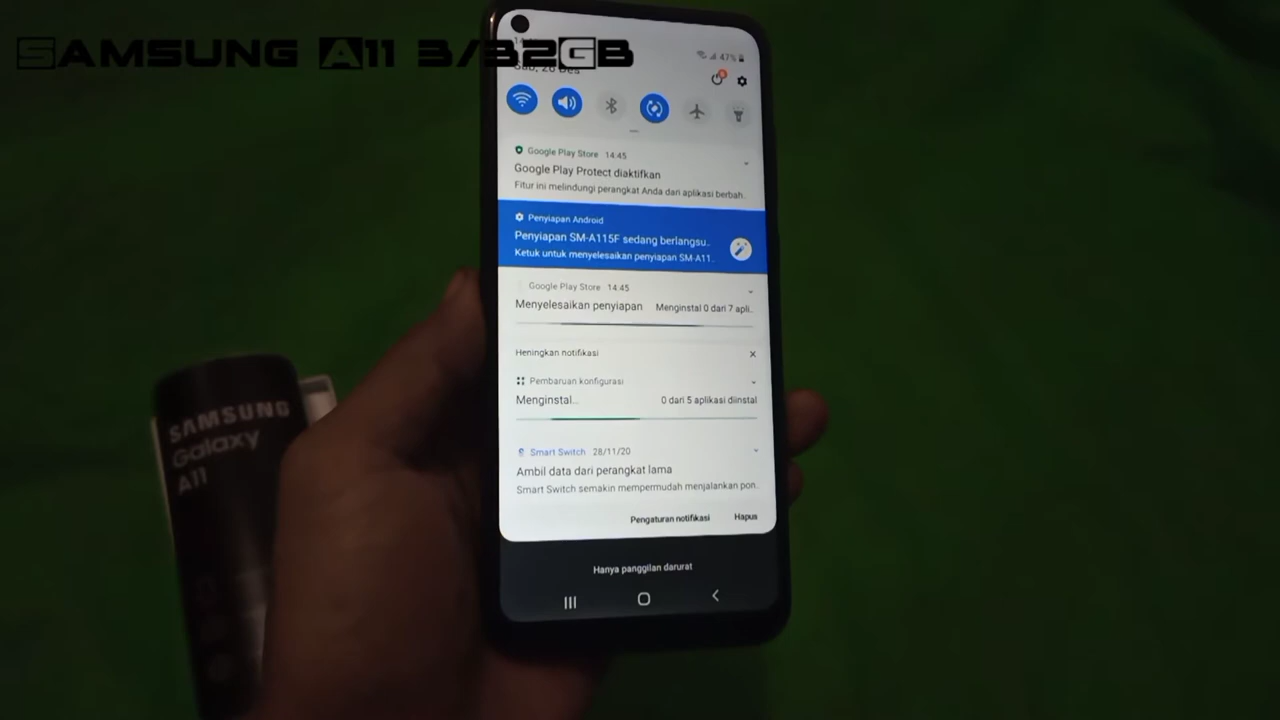 SAMSUNG A11 3/32GB
47%
Sab, 26 Des
Google Play Store 14:45
Google Play Protect diaktifkan
Fitur ini melindungi perangkat Anda dari aplikasi berbah..
Penyiapan Android
Penyiapan SM-A115F sedang berlangsu..
Ketuk untuk menyelesaikan penyiapan SM-A11..
Google Play Store 14:45
Menyelesaikan penyiapan Menginstal 0 dari 7 apli..
Heningkan notifikasi
Pembaruan konfigurasi
Menginstal.. 0 dari 5 aplikasi diinstal
Smart Switch 28/11/20
Ambil data dari perangkat lama
Smart Switch semakin mempermudah menjalankan pon..
Pengaturan notifikasi Hapus
Hanya panggilan darurat
SAMSUNG
Galaxy
A11